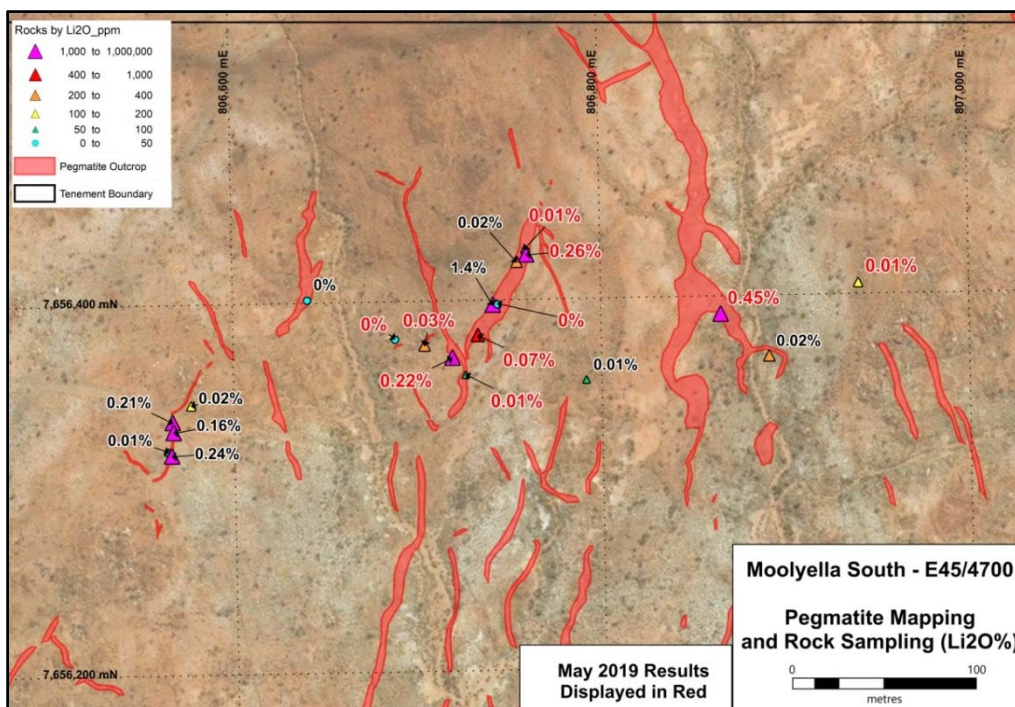 Rocks by Li2O_ppm
1,000 to 1,000,000
400 to 1,000
200 to 400
100 to 200
50 to 100
0 to 50
Pegmatite Outcrop
Tenement Boundary
806,600 mE
806,800 mE
807,000 mE
0.02%
0.01%
0.26%
1.4%
0%
0.01%
7,656,400 mN
0%
0.03%
0%
0.45%
0.07%
0.02%
0.22%
0.01%
0.01%
0.21%
0.02%
0.16%
0.01%
0.24%
7,656,200 mN
May 2019 Results
Displayed in Red
Moolyella South - E45/4700
Pegmatite Mapping
and Rock Sampling (Li2O%)
0 100
metres